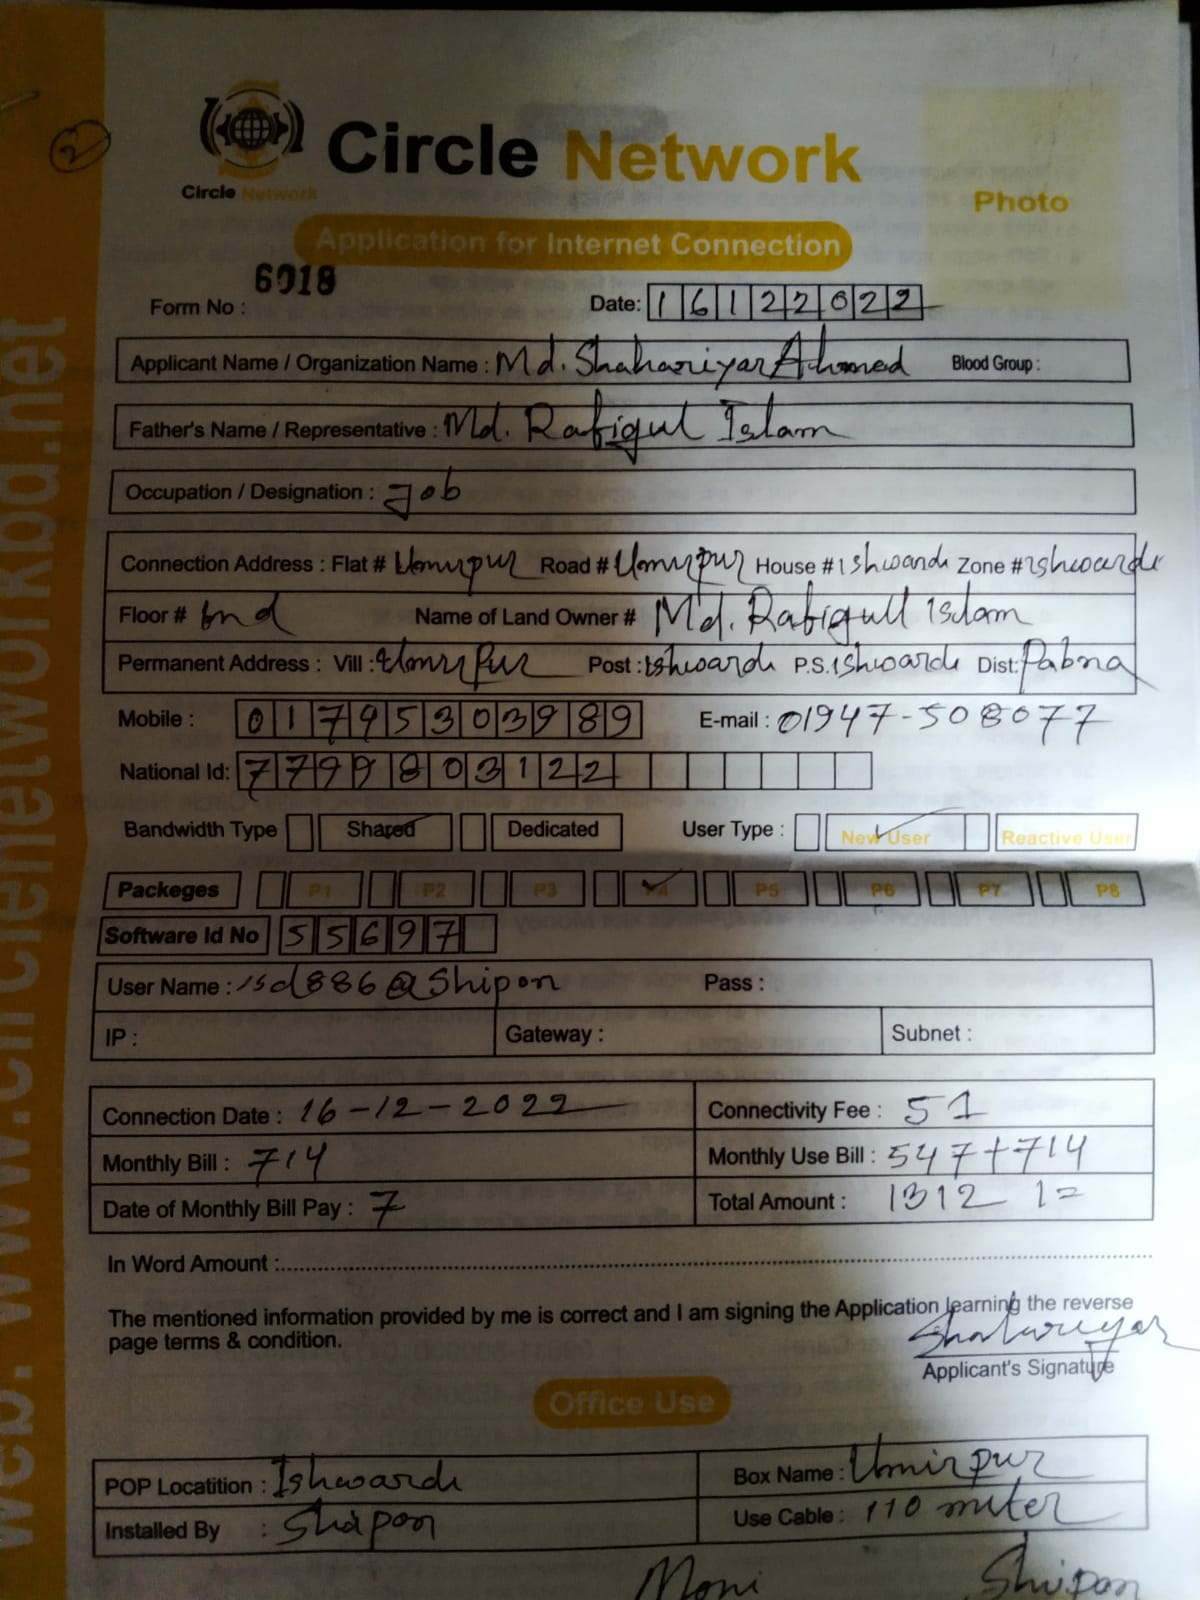 2
Circle Network
Circle Network
Photo
Application for Internet Connection
Form No : 6018
Date: 16122022
Applicant Name / Organization Name : Md. Shahariyar Ahmed Blood Group :
Father's Name / Representative : Md. Rafiqul Islam
Occupation / Designation : Job
Connection Address : Flat # Umirpur Road # Umirpur House # Ishwardi Zone # Ishwardi
Floor # 2nd Name of Land Owner # Md. Rafiqull Islam
Permanent Address : Vill : Umirpur Post : Ishwardi P.S. Ishwardi Dist: Pabna
Mobile : 01795303989 E-mail : 01947-508077
National Id: 7799803122
Bandwidth Type Shared Dedicated User Type : New User Reactive User
Packeges P1 P2 P3 P4 P5 P6 P7 P8
Software Id No 55697
User Name : isd886@Shipon Pass :
IP : Gateway : Subnet :
Connection Date : 16-12-2022 Connectivity Fee : 51
Monthly Bill : 714 Monthly Use Bill : 547+714
Date of Monthly Bill Pay : 7 Total Amount : 1312 /=
In Word Amount :
The mentioned information provided by me is correct and I am signing the Application learning the reverse
page terms & condition.
Shahariyar
Applicant's Signature
Office Use
POP Locatition : Ishwardi Box Name : Umirpur
Installed By : Shipon Use Cable : 110 miter
Moni Shipon
web: www.circlenetworkbd.net